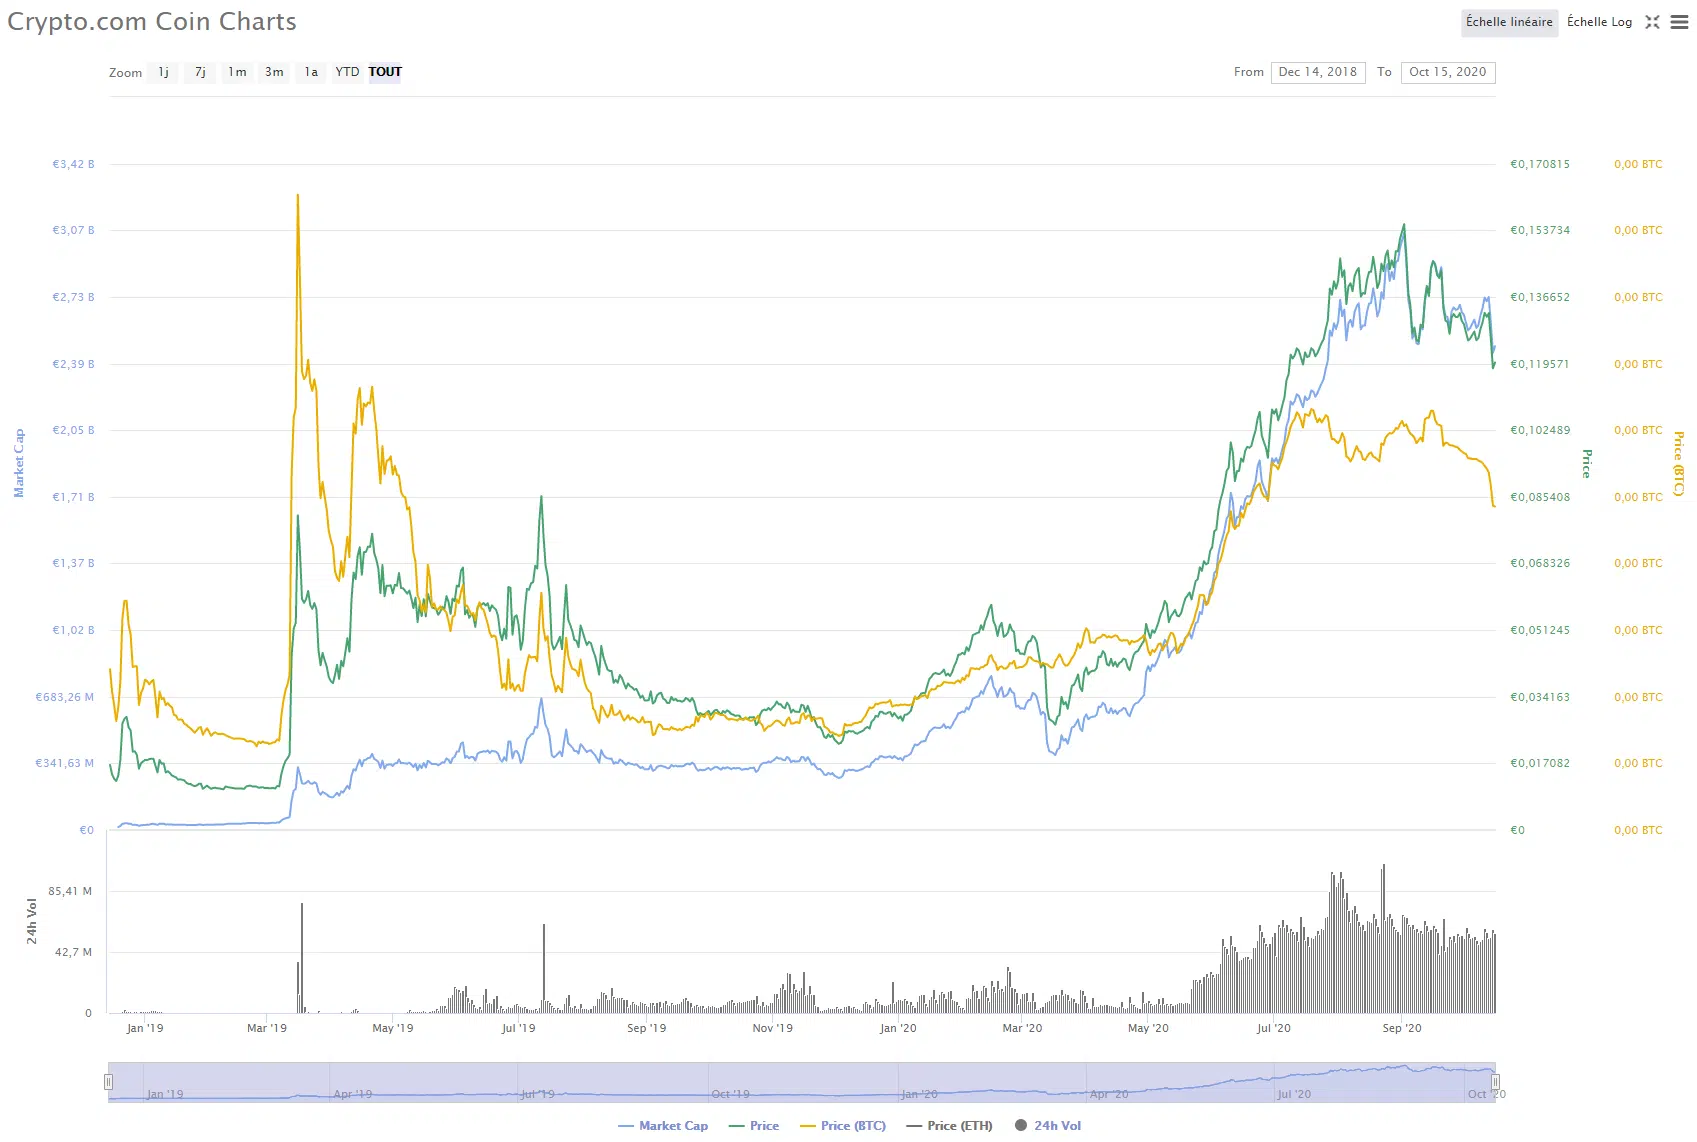 Crypto.com Coin Charts
Échelle linéaire Échelle Log
Zoom 1j 7j 1m 3m 1a YTD TOUT From Dec 14, 2018 To Oct 15, 2020
€3,42 B €0,170815 0,00 BTC
€3,07 B €0,153734 0,00 BTC
€2,73 B €0,136652 0,00 BTC
€2,39 B €0,119571 0,00 BTC
€2,05 B €0,102489 0,00 BTC
Market Cap Price Price (BTC)
€1,71 B €0,085408 0,00 BTC
€1,37 B €0,068326 0,00 BTC
€1,02 B €0,051245 0,00 BTC
€683,26 M €0,034163 0,00 BTC
€341,63 M €0,017082 0,00 BTC
€0 €0 0,00 BTC
85,41 M
24h Vol
42,7 M
0
Jan '19 Mar '19 May '19 Jul '19 Sep '19 Nov '19 Jan '20 Mar '20 May '20 Jul '20 Sep '20
Jan '19 Apr '19 Jul '19 Oct '19 Jan '20 Apr '20 Jul '20 Oct '20
Market Cap Price Price (BTC) Price (ETH) 24h Vol